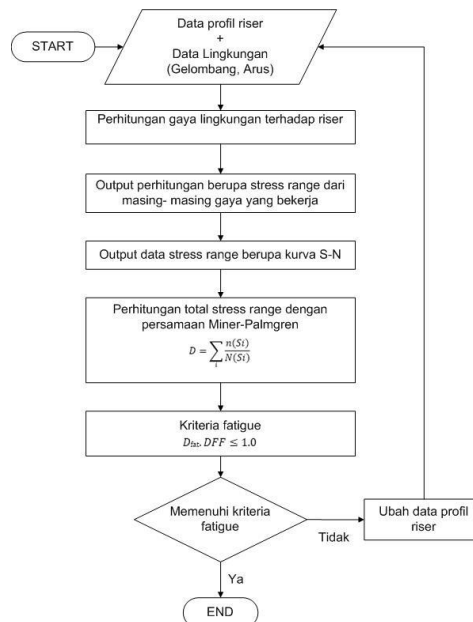 START
Data profil riser
+
Data Lingkungan
(Gelombang, Arus)
Perhitungan gaya lingkungan terhadap riser
Output perhitungan berupa stress range dari
masing- masing gaya yang bekerja
Output data stress range berupa kurva S-N
Perhitungan total stress range dengan
persamaan Miner-Palmgren
D = ∑i n(Si)/N(Si)
Kriteria fatigue
Dfat. DFF ≤ 1.0
Memenuhi kriteria
fatigue
Tidak
Ubah data profil
riser
Ya
END